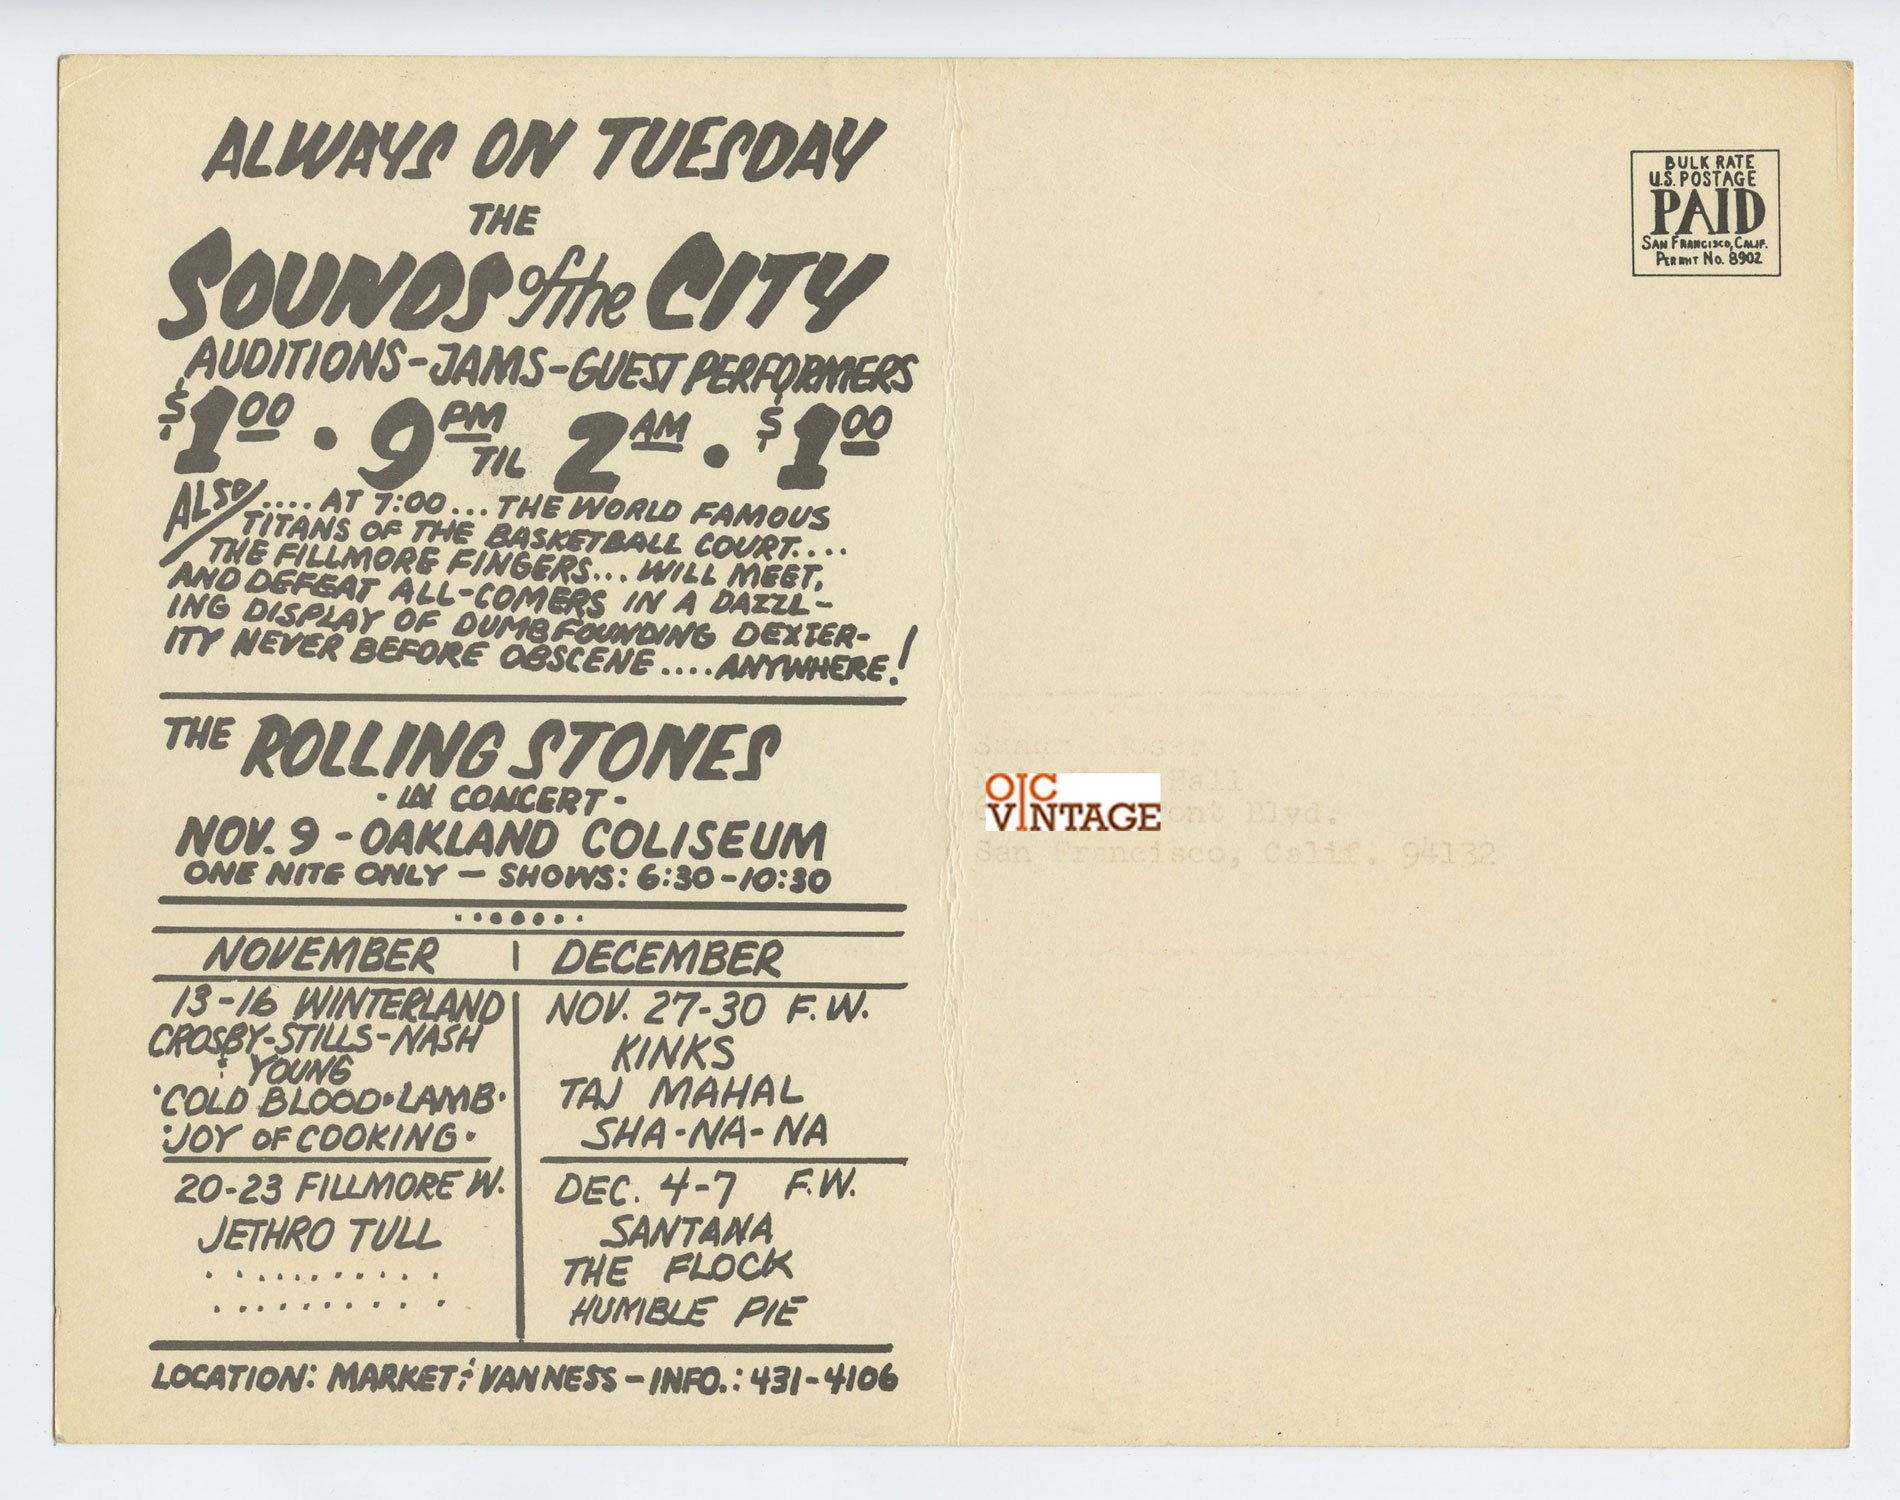 ALWAYS ON TUESDAY
THE
SOUNDS of the CITY
AUDITIONS-JAMS-GUEST PERFORMERS
$1.00 • 9 PM TIL 2 AM • $1.00
ALSO.... AT 7:00... THE WORLD FAMOUS
TITANS OF THE BASKETBALL COURT....
THE FILLMORE FINGERS... WILL MEET,
AND DEFEAT ALL-COMERS IN A DAZZL-
ING DISPLAY OF DUMBFOUNDING DEXTER-
ITY NEVER BEFORE OBSCENE....ANYWHERE!
THE ROLLING STONES
- IN CONCERT -
NOV. 9 - OAKLAND COLISEUM
ONE NITE ONLY - SHOWS: 6:30-10:30
NOVEMBER
13-16 WINTERLAND
CROSBY-STILLS-NASH
& YOUNG
•COLD BLOOD•LAMB•
•JOY OF COOKING•
20-23 FILLMORE W.
JETHRO TULL
DECEMBER
NOV. 27-30 F.W.
KINKS
TAJ MAHAL
SHA-NA-NA
DEC. 4-7 F.W.
SANTANA
THE FLOCK
HUMBLE PIE
LOCATION: MARKET & VAN NESS - INFO.: 431-4106
BULK RATE
U.S. POSTAGE
PAID
SAN FRANCISCO, CALIF.
PERMIT No. 8902
Hall
Blvd.
San Francisco, Calif. 94132
OC
VINTAGE